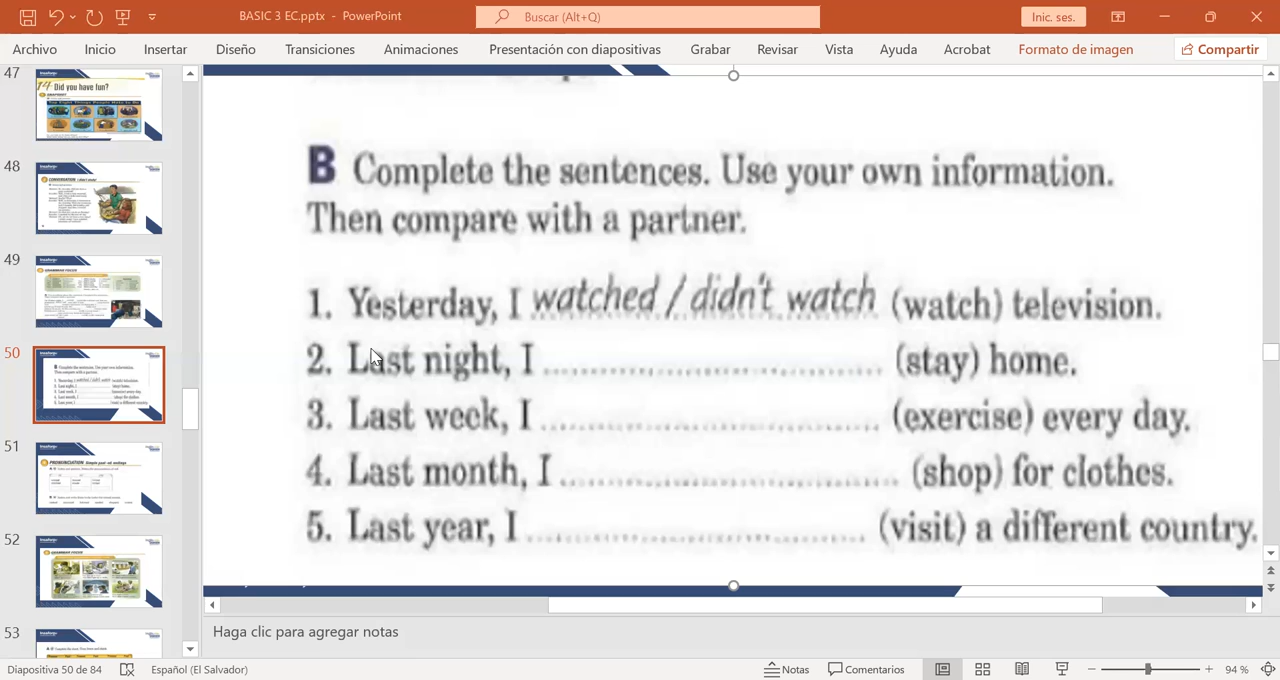 BASIC 3 EC.pptx - PowerPoint
Buscar (Alt+Q)
Inic. ses.
Archivo Inicio Insertar Diseño Transiciones Animaciones Presentación con diapositivas Grabar Revisar Vista Ayuda Acrobat Formato de imagen Compartir
47
14 Did you have fun?
48
49
50
51
52
53
B Complete the sentences. Use your own information.
Then compare with a partner.
1. Yesterday, I watched / didn't watch (watch) television.
2. Last night, I .................... (stay) home.
3. Last week, I .................... (exercise) every day.
4. Last month, I .................... (shop) for clothes.
5. Last year, I .................... (visit) a different country.
Haga clic para agregar notas
Diapositiva 50 de 84 Español (El Salvador) Notas Comentarios 94 %